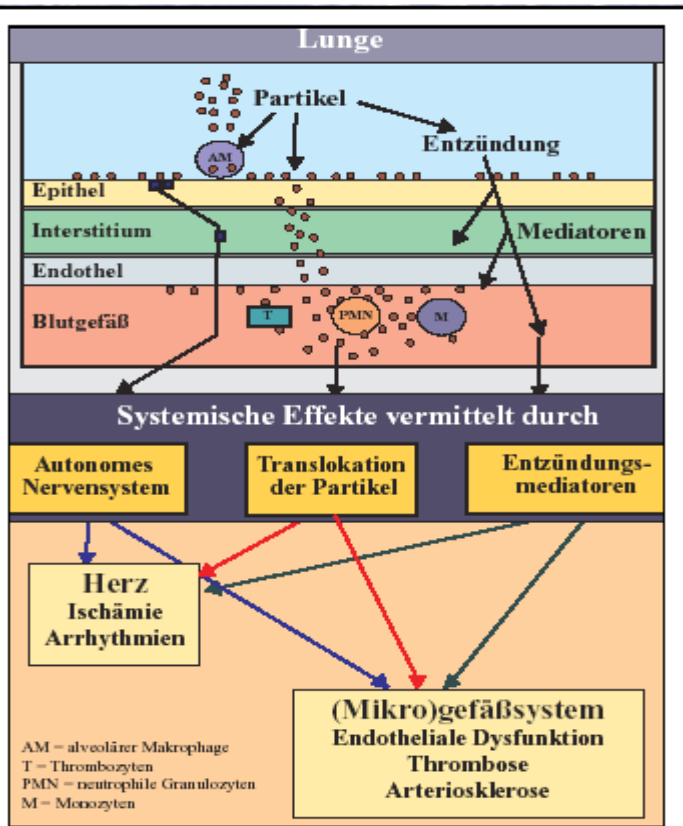 Lunge
Partikel
AM
Entzündung
Epithel
Interstitium
Mediatoren
Endothel
Blutgefäß
T
PMN
M
Systemische Effekte vermittelt durch
Autonomes
Nervensystem
Translokation
der Partikel
Entzündungs-
mediatoren
Herz
Ischämie
Arrhythmien
(Mikro)gefäßsystem
Endotheliale Dysfunktion
Thrombose
Arteriosklerose
AM = alveolärer Makrophage
T = Thrombozyten
PMN = neutrophile Granulozyten
M = Monozyten